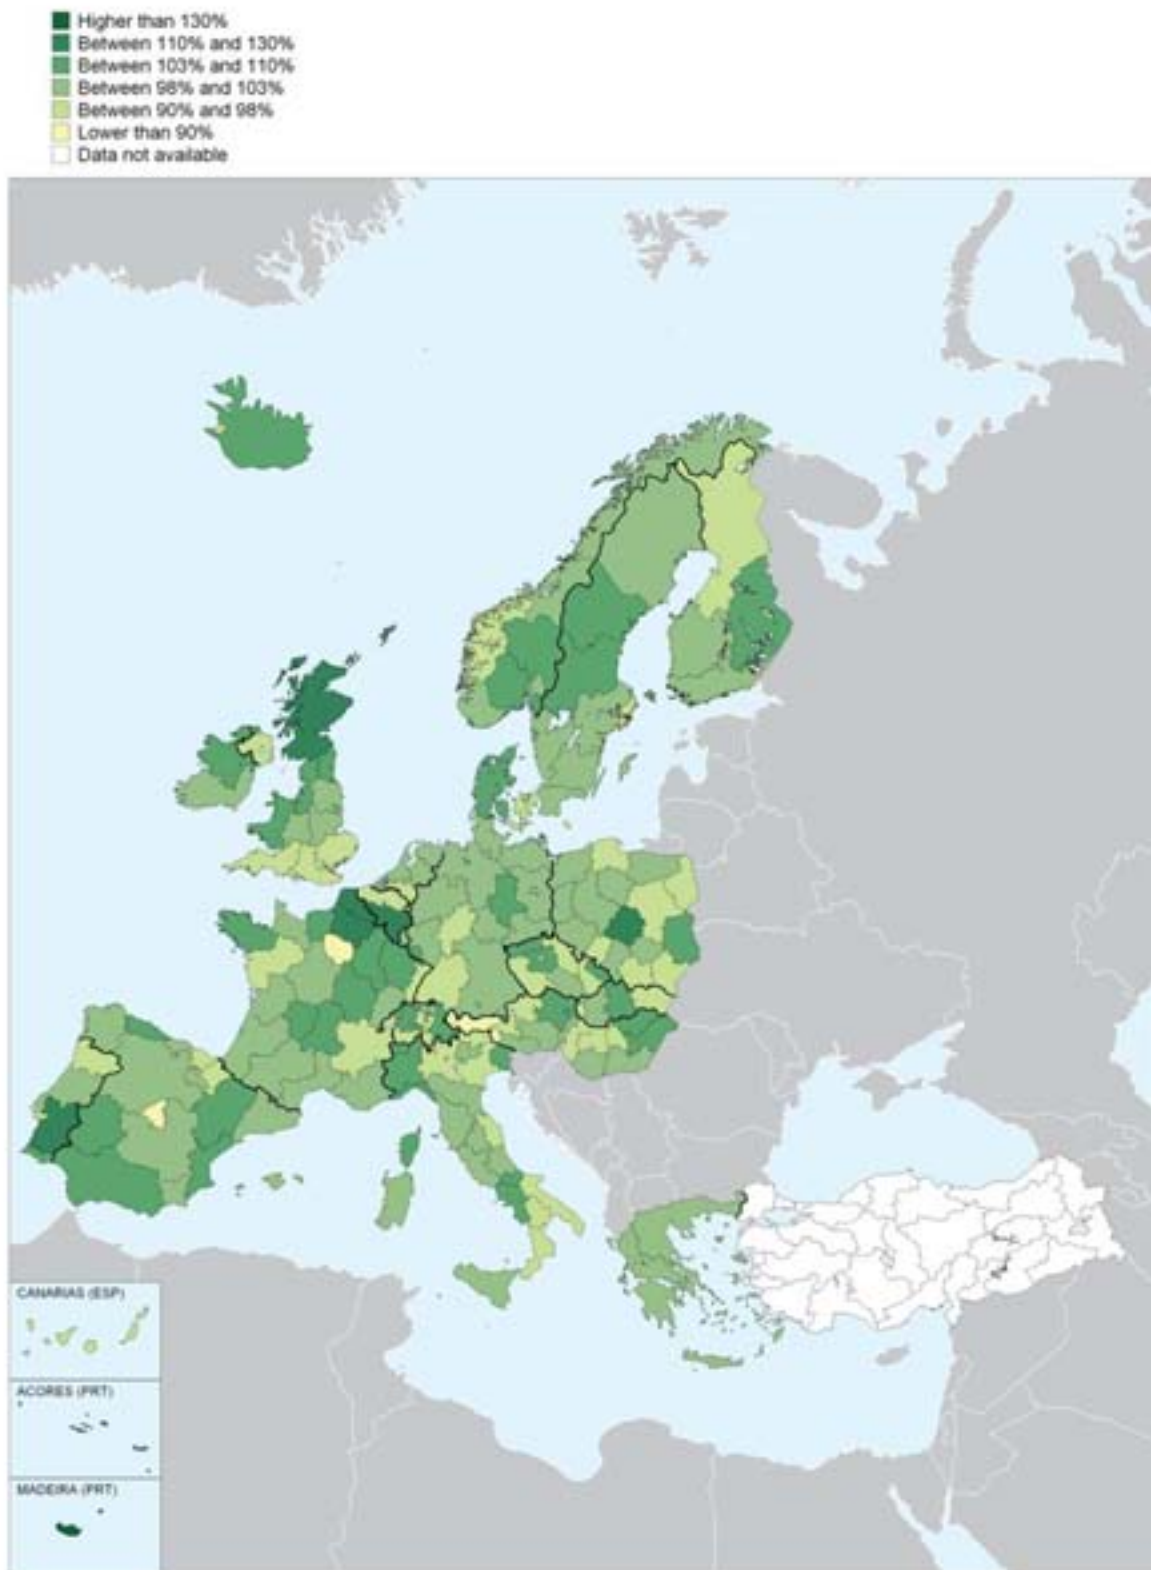 Higher than 130%
Between 110% and 130%
Between 103% and 110%
Between 98% and 103%
Between 90% and 98%
Lower than 90%
Data not available
CANARIAS (ESP)
ACORES (PRT)
MADEIRA (PRT)